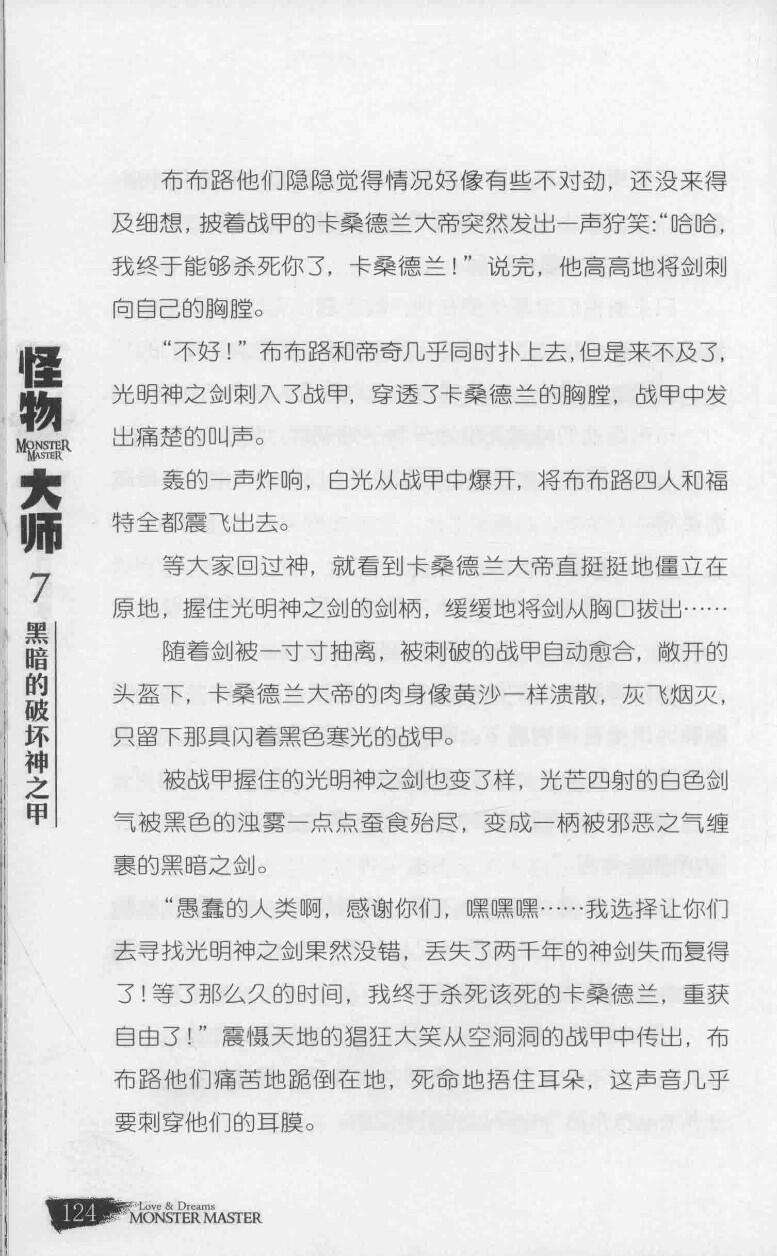 布布路他们隐隐觉得情况好像有些不对劲，还没来得
及细想，披着战甲的卡桑德兰大帝突然发出一声狞笑：“哈哈，
我终于能够杀死你了，卡桑德兰！”说完，他高高地将剑刺
向自己的胸膛。
“不好！”布布路和帝奇几乎同时扑上去，但是来不及了，
光明神之剑刺入了战甲，穿透了卡桑德兰的胸膛，战甲中发
出痛楚的叫声。
轰的一声炸响，白光从战甲中爆开，将布布路四人和福
特全都震飞出去。
等大家回过神，就看到卡桑德兰大帝直挺挺地僵立在
原地，握住光明神之剑的剑柄，缓缓地将剑从胸口拔出……
随着剑被一寸寸抽离，被刺破的战甲自动愈合，敞开的
头盔下，卡桑德兰大帝的肉身像黄沙一样溃散，灰飞烟灭，
只留下那具闪着黑色寒光的战甲。
被战甲握住的光明神之剑也变了样，光芒四射的白色剑
气被黑色的浊雾一点点蚕食殆尽，变成一柄被邪恶之气缠
裹的黑暗之剑。
“愚蠢的人类啊，感谢你们，嘿嘿嘿……我选择让你们
去寻找光明神之剑果然没错，丢失了两千年的神剑失而复得
了！等了那么久的时间，我终于杀死该死的卡桑德兰，重获
自由了！”震慑天地的猖狂大笑从空洞洞的战甲中传出，布
布路他们痛苦地跪倒在地，死命地捂住耳朵，这声音几乎
要刺穿他们的耳膜。
怪物
MONSTER
MASTER
大师
7
黑暗的破坏神之甲
124
Love & Dreams
MONSTER MASTER